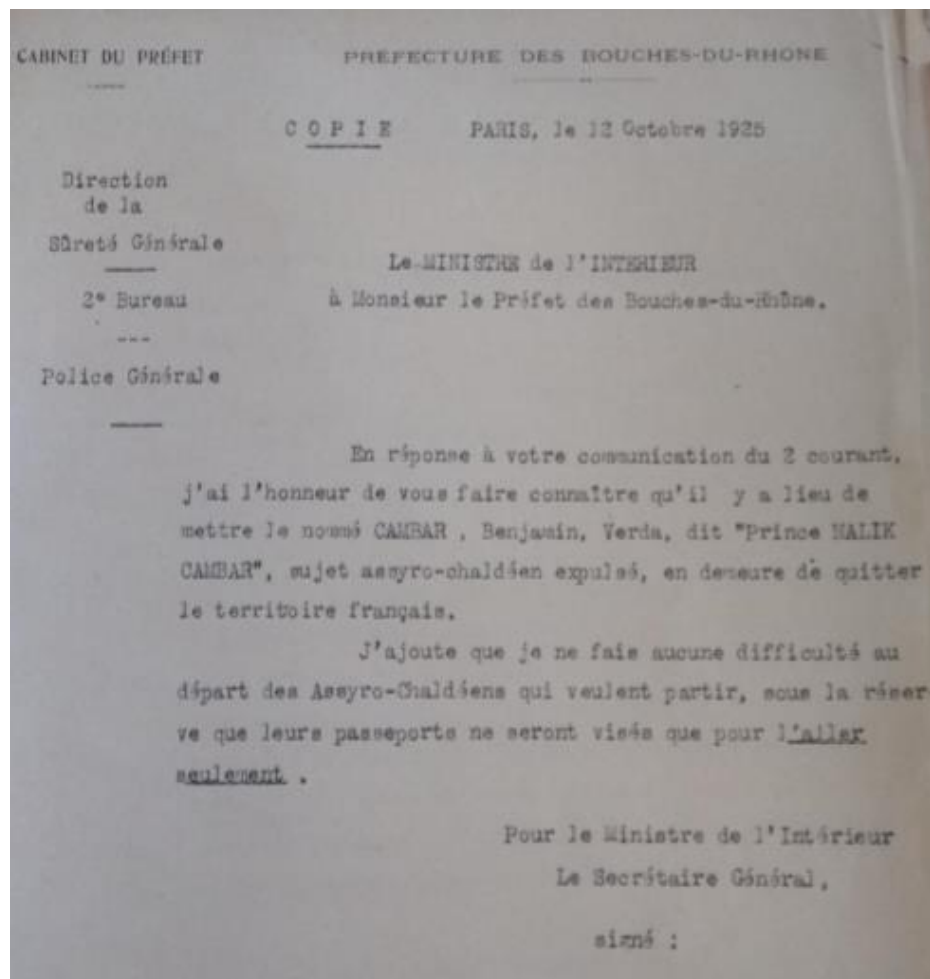 CABINET DU PRÉFET
PRÉFECTURE DES BOUCHES-DU-RHONE
COPIE
PARIS, le 12 Octobre 1925
Direction
de la
Sûreté Générale
2° Bureau
Police Générale
Le MINISTRE de l'INTERIEUR
à Monsieur le Préfet des Bouches-du-Rhône.
En réponse à votre communication du 2 courant,
j'ai l'honneur de vous faire connaître qu'il y a lieu de
mettre le nommé CAMBAR , Benjamin, Verda, dit "Prince MALIK
CAMBAR", sujet assyro-chaldéen expulsé, en demeure de quitter
le territoire français.
J'ajoute que je ne fais aucune difficulté au
départ des Assyro-Chaldéens qui veulent partir, sous la réser
ve que leurs passeports ne seront visés que pour l'aller
seulement .
Pour le Ministre de l'Intérieur
Le Secrétaire Général,
signé :